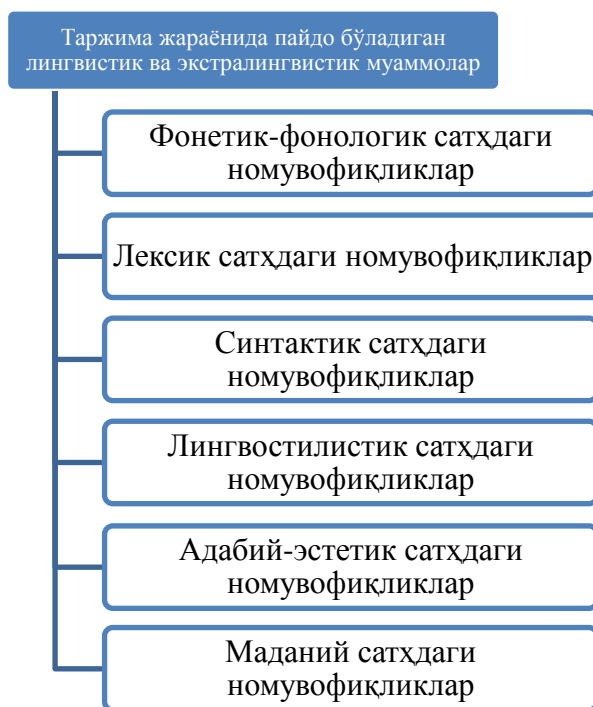 Таржима жараёнида пайдо бўладиган
лингвистик ва экстралингвистик муаммолар
Фонетик-фонологик сатҳдаги
номувофиқликлар
Лексик сатҳдаги номувофиқликлар
Синтактик сатҳдаги
номувофиқликлар
Лингвостилистик сатҳдаги
номувофиқликлар
Адабий-эстетик сатҳдаги
номувофиқликлар
Маданий сатҳдаги
номувофиқликлар